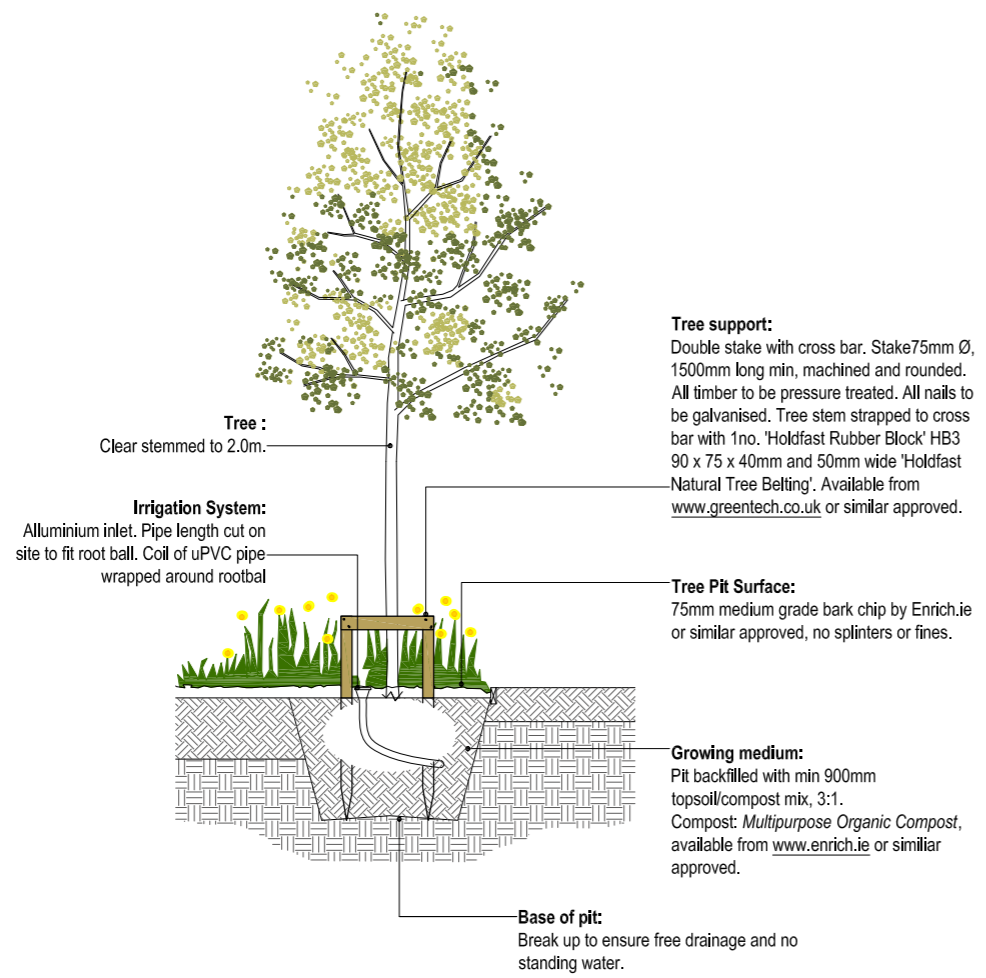 Tree :
Clear stemmed to 2.0m.
Irrigation System:
Alluminium inlet. Pipe length cut on
site to fit root ball. Coil of uPVC pipe
wrapped around rootbal
Tree support:
Double stake with cross bar. Stake75mm Ø,
1500mm long min, machined and rounded.
All timber to be pressure treated. All nails to
be galvanised. Tree stem strapped to cross
bar with 1no. 'Holdfast Rubber Block' HB3
90 x 75 x 40mm and 50mm wide 'Holdfast
Natural Tree Belting'. Available from
www.greentech.co.uk or similar approved.
Tree Pit Surface:
75mm medium grade bark chip by Enrich.ie
or similar approved, no splinters or fines.
Growing medium:
Pit backfilled with min 900mm
topsoil/compost mix, 3:1.
Compost: Multipurpose Organic Compost,
available from www.enrich.ie or similiar
approved.
Base of pit:
Break up to ensure free drainage and no
standing water.